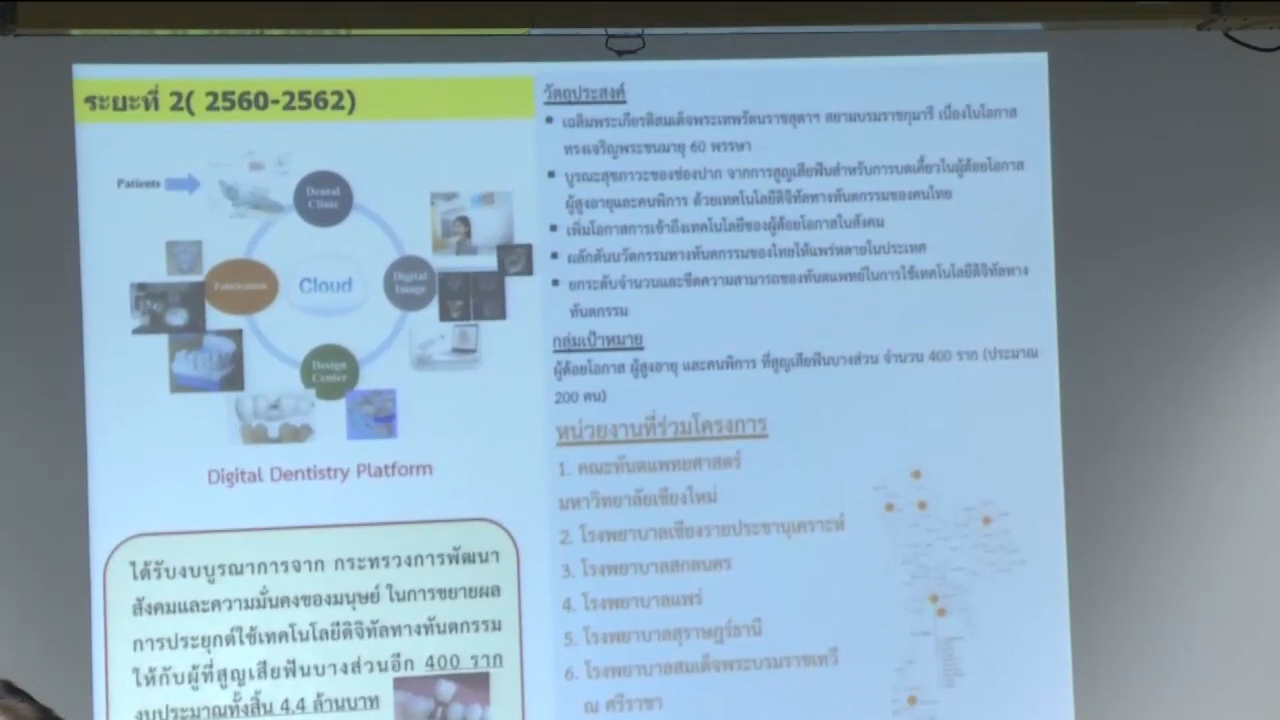 ระยะที่ 2( 2560-2562)
Patients
Dental
Clinic
Fabrication
Cloud
Digital
Image
Design
Center
Digital Dentistry Platform
ได้รับงบบูรณาการจาก กระทรวงการพัฒนา
สังคมและความมั่นคงของมนุษย์ ในการขยายผล
การประยุกต์ใช้เทคโนโลยีดิจิทัลทางทันตกรรม
ให้กับผู้ที่สูญเสียฟันบางส่วนอีก 400 ราก
งบประมาณทั้งสิ้น 4.4 ล้านบาท
วัตถุประสงค์
▪ เฉลิมพระเกียรติสมเด็จพระเทพรัตนราชสุดาฯ สยามบรมราชกุมารี เนื่องในโอกาส
ทรงเจริญพระชนมายุ 60 พรรษา
▪ บูรณะสุขภาวะของช่องปาก จากการสูญเสียฟันสำหรับการบดเคี้ยวในผู้ด้อยโอกาส
ผู้สูงอายุและคนพิการ ด้วยเทคโนโลยีดิจิทัลทางทันตกรรมของคนไทย
▪ เพิ่มโอกาสการเข้าถึงเทคโนโลยีของผู้ด้อยโอกาสในสังคม
▪ ผลักดันนวัตกรรมทางทันตกรรมของไทยให้แพร่หลายในประเทศ
▪ ยกระดับจำนวนและขีดความสามารถของทันตแพทย์ในการใช้เทคโนโลยีดิจิทัลทาง
ทันตกรรม
กลุ่มเป้าหมาย
ผู้ด้อยโอกาส ผู้สูงอายุ และคนพิการ ที่สูญเสียฟันบางส่วน จำนวน 400 ราก (ประมาณ
200 คน)
หน่วยงานที่ร่วมโครงการ
1. คณะทันตแพทยศาสตร์
มหาวิทยาลัยเชียงใหม่
2. โรงพยาบาลเชียงรายประชานุเคราะห์
3. โรงพยาบาลสกลนคร
4. โรงพยาบาลแพร่
5. โรงพยาบาลสุราษฎร์ธานี
6. โรงพยาบาลสมเด็จพระบรมราชเทวี
ณ ศรีราชา